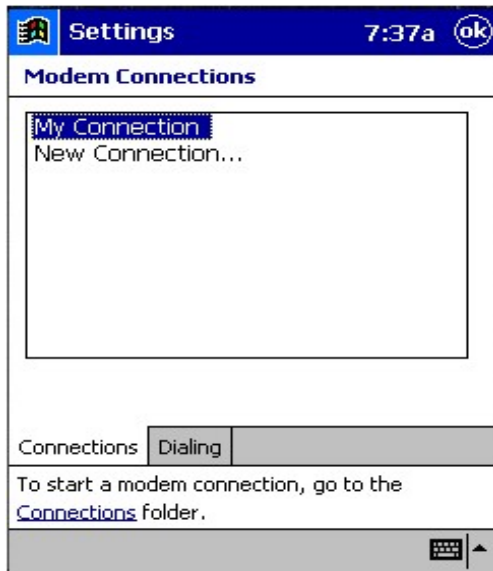 Settings 7:37a ok
Modem Connections
My Connection
New Connection...
Connections Dialing
To start a modem connection, go to the
Connections folder.